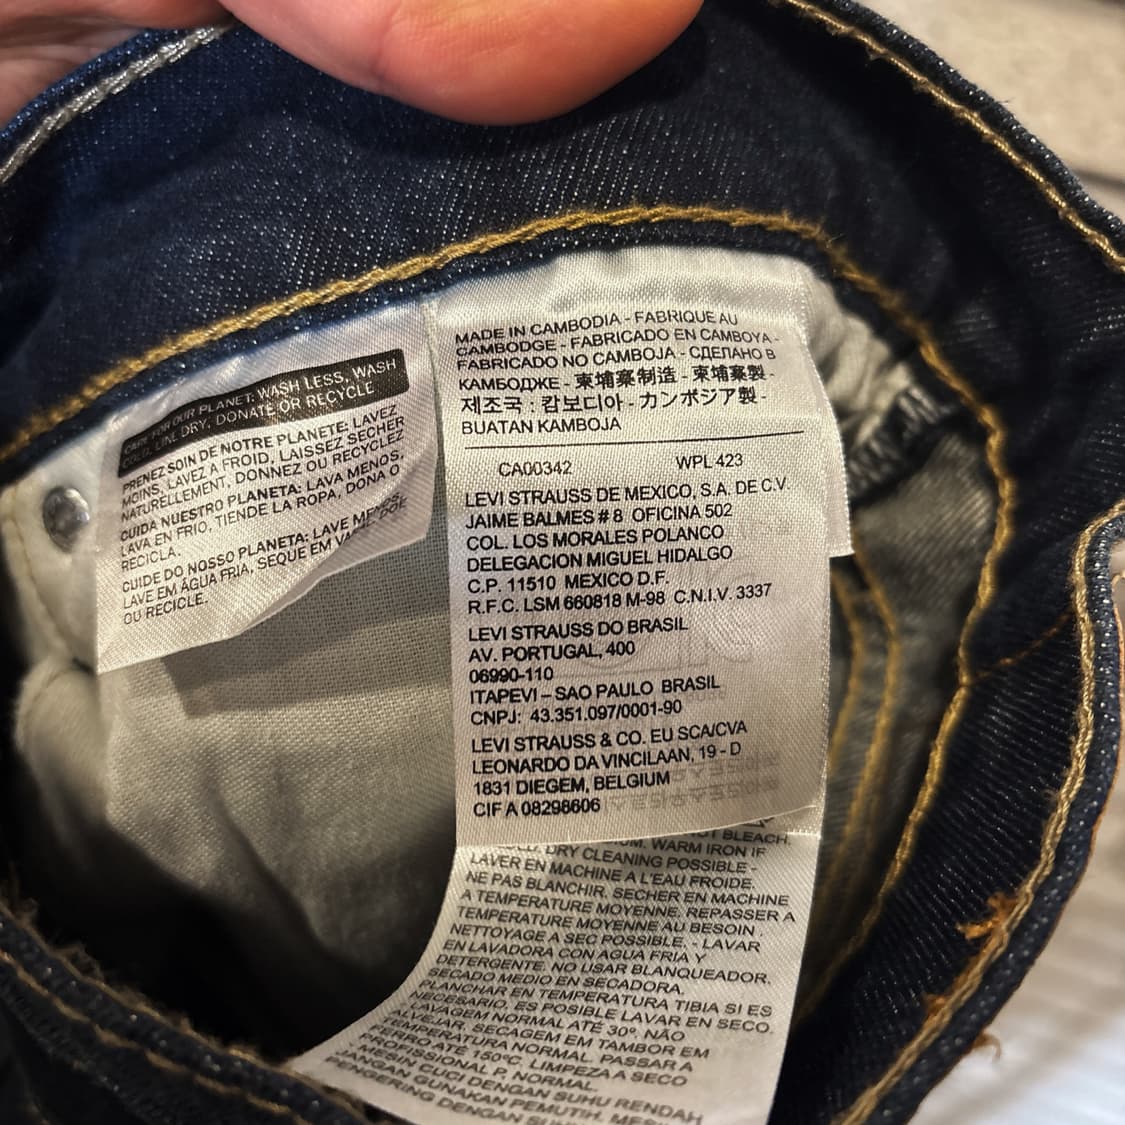 CARE FOR OUR PLANET: WASH LESS, WASH
COLD, LINE DRY, DONATE OR RECYCLE
PRENEZ SOIN DE NOTRE PLANETE: LAVEZ
MOINS, LAVEZ A FROID, LAISSEZ SECHER
NATURELLEMENT, DONNEZ OU RECYCLEZ
CUIDA NUESTRO PLANETA: LAVA MENOS,
LAVA EN FRIO, TIENDE LA ROPA, DONA O
RECICLA.
CUIDE DO NOSSO PLANETA: LAVE MENOS,
LAVE EM ÁGUA FRIA, SEQUE EM VARAL, DOE
OU RECICLE.
MADE IN CAMBODIA - FABRIQUE AU
CAMBODGE - FABRICADO EN CAMBOYA -
FABRICADO NO CAMBOJA - СДЕЛАНО В
КАМБОДЖЕ - 柬埔寨制造 - 柬埔寨製 -
제조국 : 캄보디아 - カンボジア製 -
BUATAN KAMBOJA
CA00342 WPL 423
LEVI STRAUSS DE MEXICO, S.A. DE C.V.
JAIME BALMES # 8 OFICINA 502
COL. LOS MORALES POLANCO
DELEGACION MIGUEL HIDALGO
C.P. 11510 MEXICO D.F.
R.F.C. LSM 660818 M-98 C.N.I.V. 3337
LEVI STRAUSS DO BRASIL
AV. PORTUGAL, 400
06990-110
ITAPEVI – SAO PAULO BRASIL
CNPJ: 43.351.097/0001-90
LEVI STRAUSS & CO. EU SCA/CVA
LEONARDO DA VINCILAAN, 19 - D
1831 DIEGEM, BELGIUM
CIF A 08298606
BLEACH.
WARM IRON IF
DRY CLEANING POSSIBLE -
LAVER EN MACHINE A L'EAU FROIDE.
NE PAS BLANCHIR. SECHER EN MACHINE
A TEMPERATURE MOYENNE. REPASSER A
TEMPERATURE MOYENNE AU BESOIN.
NETTOYAGE A SEC POSSIBLE. - LAVAR
EN LAVADORA CON AGUA FRIA Y
DETERGENTE. NO USAR BLANQUEADOR.
SECADO MEDIO EN SECADORA.
PLANCHAR EN TEMPERATURA TIBIA SI ES
NECESARIO, ES POSIBLE LAVAR EN SECO.
LAVAGEM NORMAL ATÉ 30º. NÃO
ALVEJAR. SECAGEM EM TAMBOR EM
TEMPERATURA NORMAL. PASSAR A
FERRO ATÉ 150ºC. LIMPEZA A SECO
PROFISSIONAL P. NORMAL.
MESIN CUCI DENGAN SUHU RENDAH
JANGAN GUNAKAN PEMUTIH.
PENGERING DENGAN